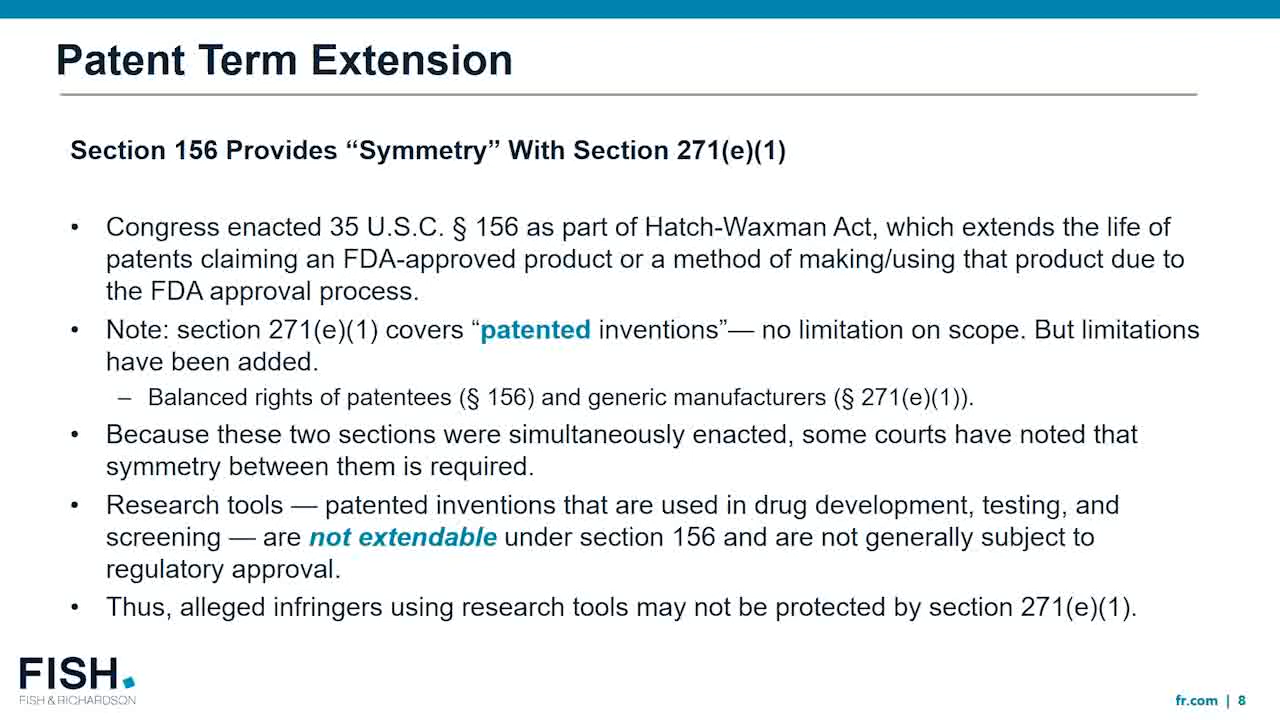 Patent Term Extension
Section 156 Provides “Symmetry” With Section 271(e)(1)
• Congress enacted 35 U.S.C. § 156 as part of Hatch-Waxman Act, which extends the life of
patents claiming an FDA-approved product or a method of making/using that product due to
the FDA approval process.
• Note: section 271(e)(1) covers “patented inventions”— no limitation on scope. But limitations
have been added.
– Balanced rights of patentees (§ 156) and generic manufacturers (§ 271(e)(1)).
• Because these two sections were simultaneously enacted, some courts have noted that
symmetry between them is required.
• Research tools — patented inventions that are used in drug development, testing, and
screening — are not extendable under section 156 and are not generally subject to
regulatory approval.
• Thus, alleged infringers using research tools may not be protected by section 271(e)(1).
FISH.
FISH & RICHARDSON
fr.com | 8